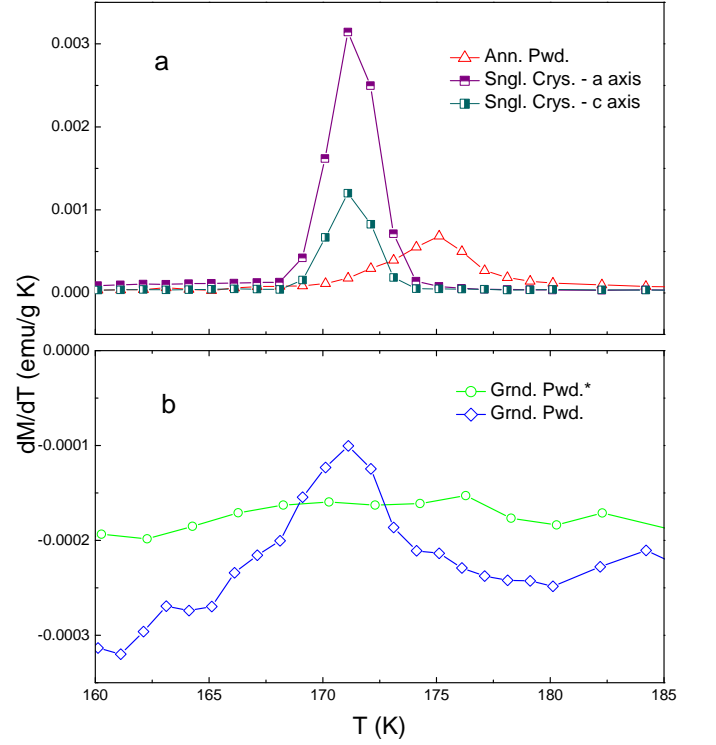 a
Ann. Pwd.
Sngl. Crys. - a axis
Sngl. Crys. - c axis
0.003
0.002
0.001
0.000
dM/dT (emu/g K)
b
Grnd. Pwd.*
Grnd. Pwd.
0.0000
-0.0001
-0.0002
-0.0003
160 165 170 175 180 185
T (K)